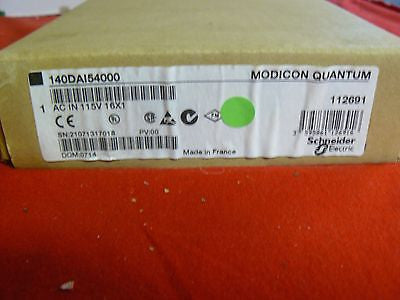 140DAI54000 MODICON QUANTUM
1 AC IN 115V 16X1 112691
CE
SN:21071317018 PV:00
DOM:0714 Made in France
Schneider
Electric